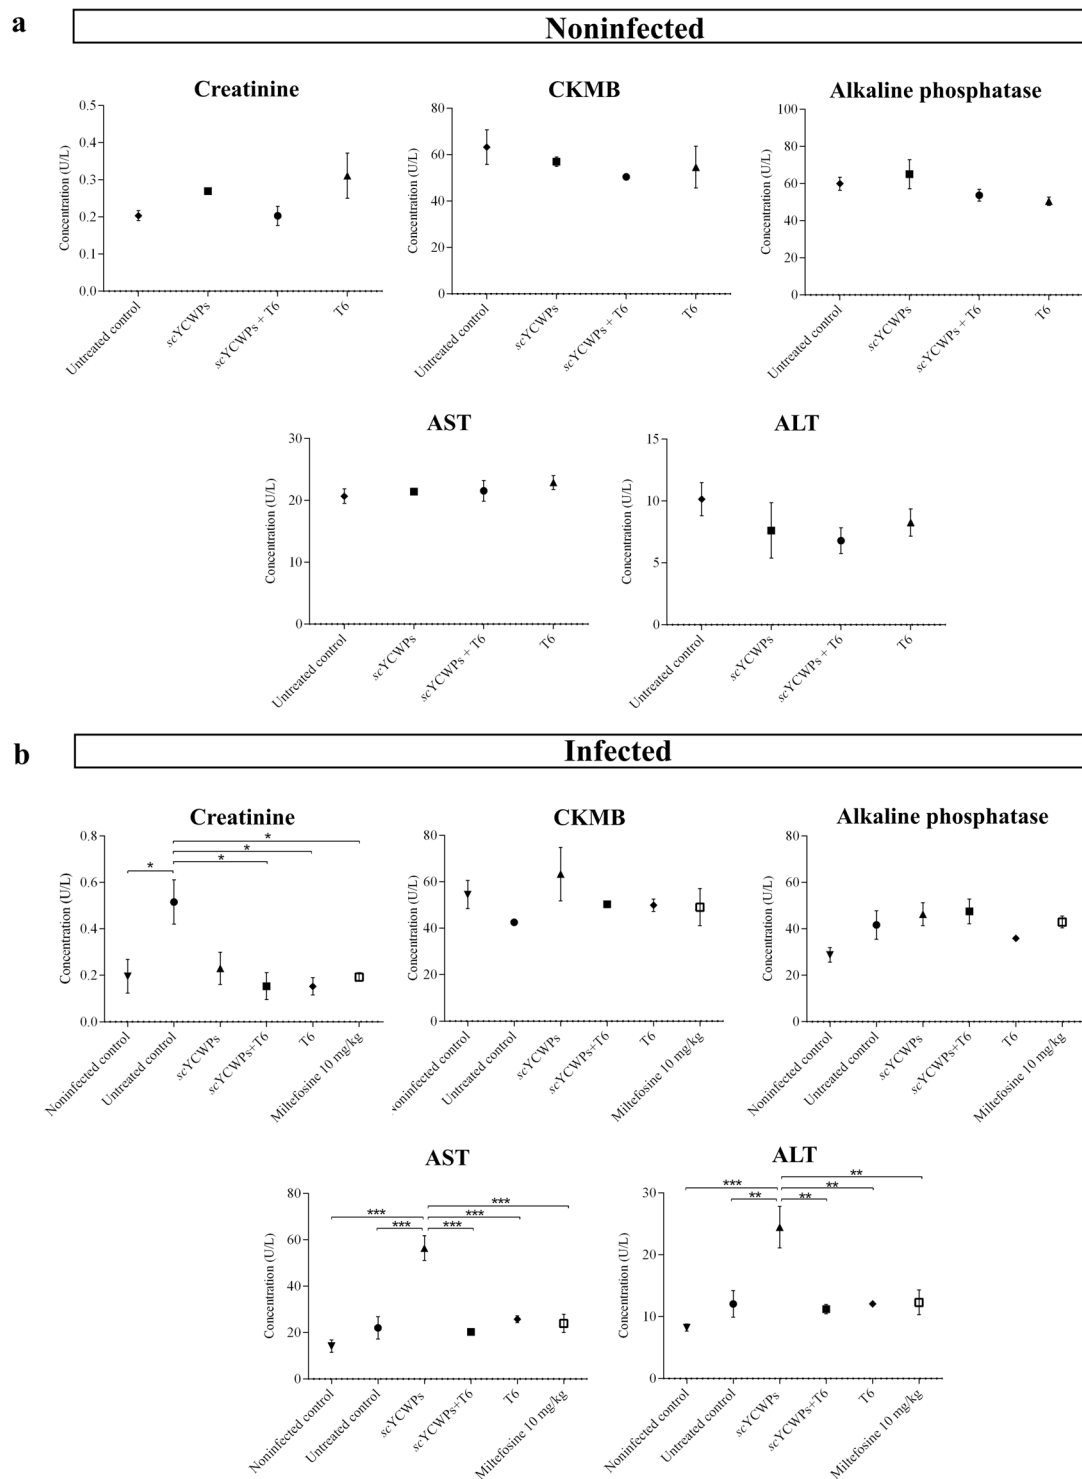 a
Noninfected
Creatinine
CKMB
Alkaline phosphatase
Concentration (U/L)
0.5
0.4
0.3
0.2
0.1
0.0
Untreated control
scYCWPs
scYCWPs + T6
T6
Concentration (U/L)
80
60
40
20
0
Untreated control
scYCWPs
scYCWPs + T6
T6
Concentration (U/L)
100
80
60
40
20
0
Untreated control
scYCWPs
scYCWPs + T6
T6
AST
ALT
Concentration (U/L)
30
20
10
0
Untreated control
scYCWPs
scYCWPs + T6
T6
Concentration (U/L)
15
10
5
0
Untreated control
scYCWPs
scYCWPs + T6
T6
b
Infected
Creatinine
CKMB
Alkaline phosphatase
Concentration (U/L)
0.8
0.6
0.4
0.2
0.0
*
*
*
*
Noninfected control
Untreated control
scYCWPs
scYCWPs+T6
T6
Miltefosine 10 mg/kg
Concentration (U/L)
80
60
40
20
0
Noninfected control
Untreated control
scYCWPs
scYCWPs+T6
T6
Miltefosine 10 mg/kg
Concentration (U/L)
80
60
40
20
0
Noninfected control
Untreated control
scYCWPs
scYCWPs+T6
T6
Miltefosine 10 mg/kg
AST
ALT
Concentration (U/L)
80
60
40
20
0
***
***
***
***
***
Noninfected control
Untreated control
scYCWPs
scYCWPs+T6
T6
Miltefosine 10 mg/kg
Concentration (U/L)
30
20
10
0
**
***
**
**
**
Noninfected control
Untreated control
scYCWPs
scYCWPs+T6
T6
Miltefosine 10 mg/kg